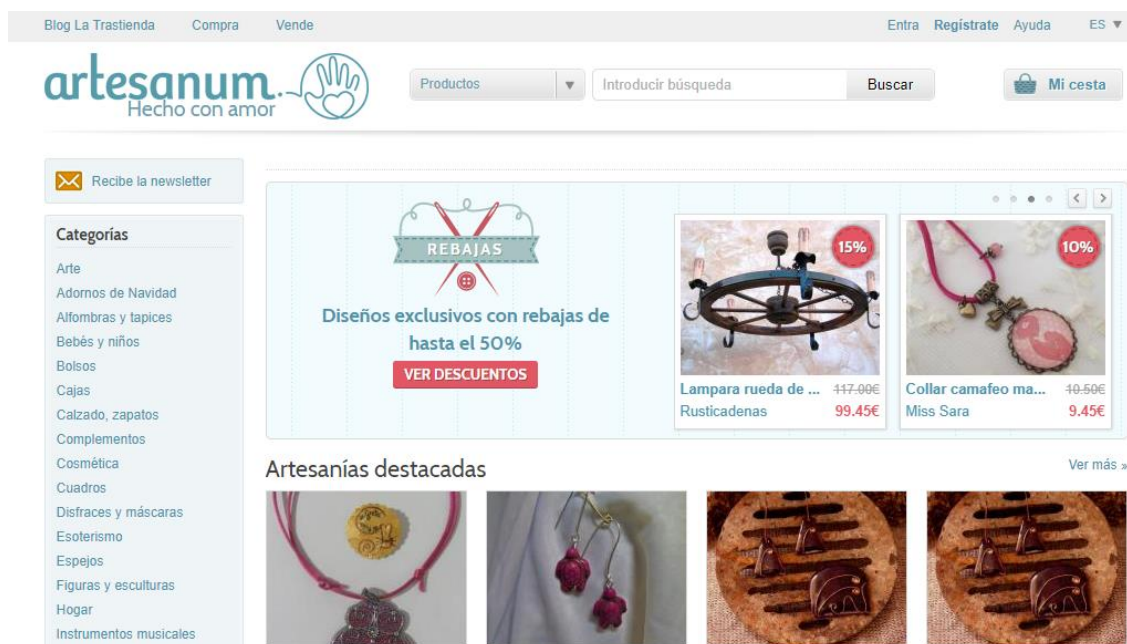 Blog La Trastienda Compra Vende Entra Regístrate Ayuda ES
artesanum
Hecho con amor
Productos Introducir búsqueda Buscar Mi cesta
Recibe la newsletter
Categorías
Arte
Adornos de Navidad
Alfombras y tapices
Bebés y niños
Bolsos
Cajas
Calzado, zapatos
Complementos
Cosmética
Cuadros
Disfraces y máscaras
Esoterismo
Espejos
Figuras y esculturas
Hogar
Instrumentos musicales
REBAJAS
Diseños exclusivos con rebajas de
hasta el 50%
VER DESCUENTOS
15%
Lampara rueda de ... 117.00€
Rusticadenas 99.45€
10%
Collar camafeo ma... 10.50€
Miss Sara 9.45€
Artesanías destacadas Ver más »